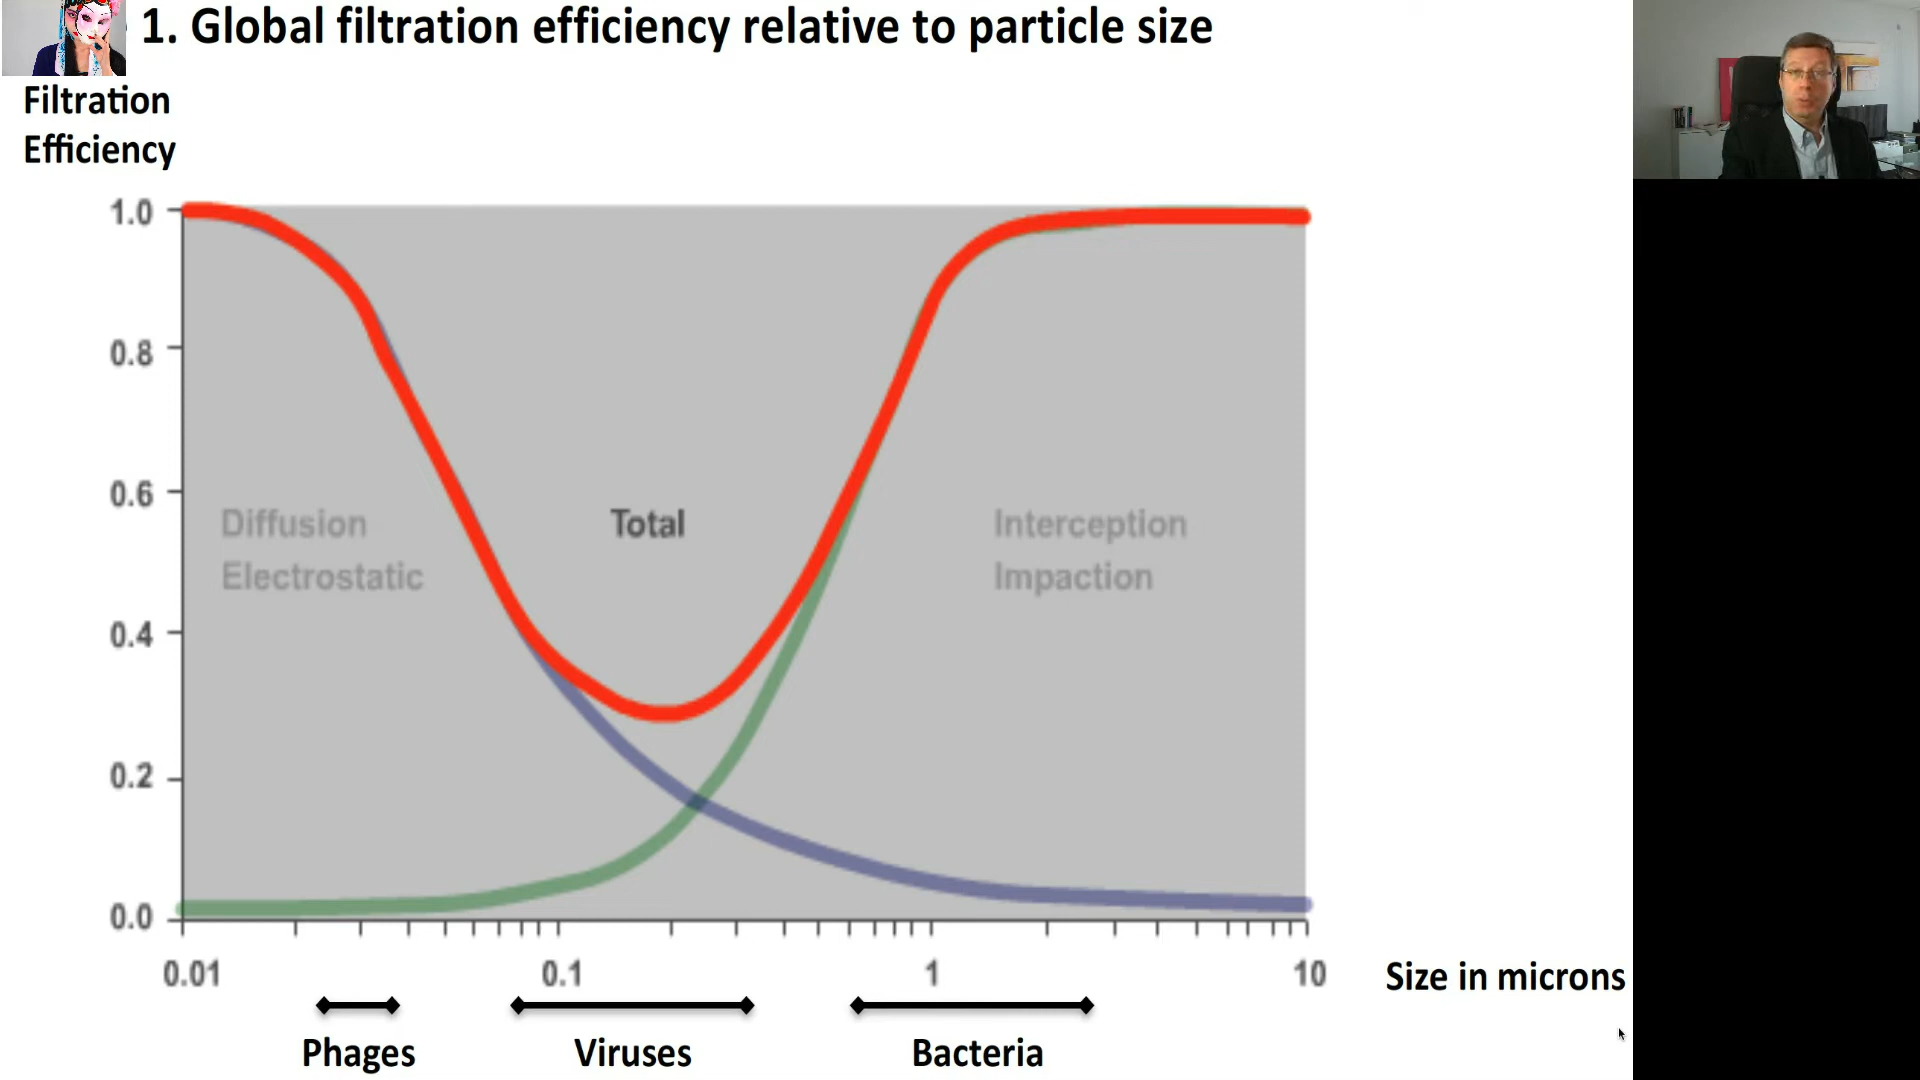 1. Global filtration efficiency relative to particle size
Filtration
Efficiency
1.0
0.8
0.6
0.4
0.2
0.0
Diffusion
Electrostatic
Total
Interception
Impaction
0.01
0.1
1
10
Size in microns
Phages
Viruses
Bacteria